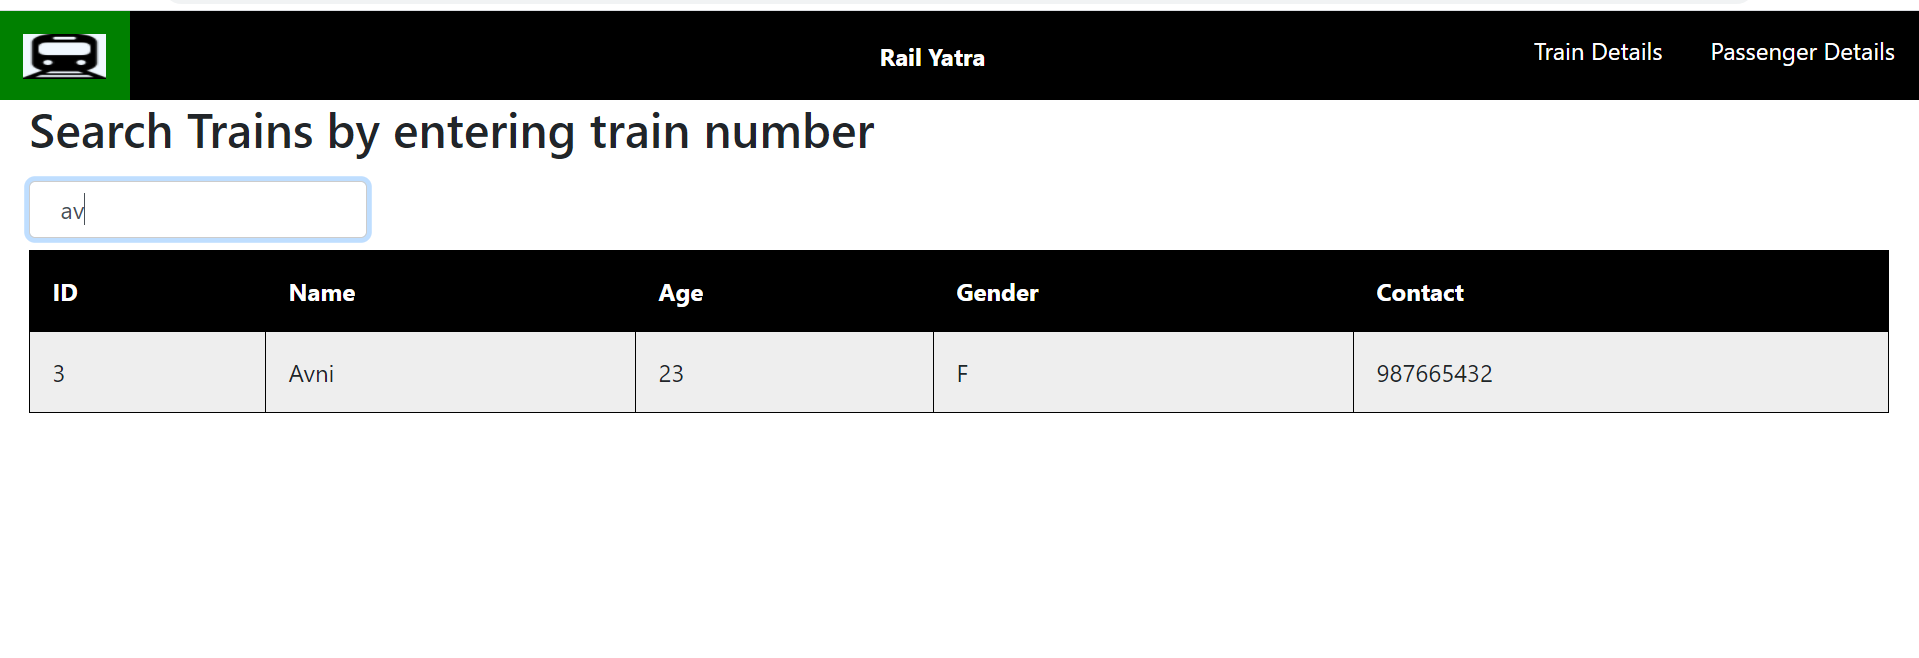 Rail Yatra
Train Details Passenger Details
Search Trains by entering train number
av
ID Name Age Gender Contact
3 Avni 23 F 987665432